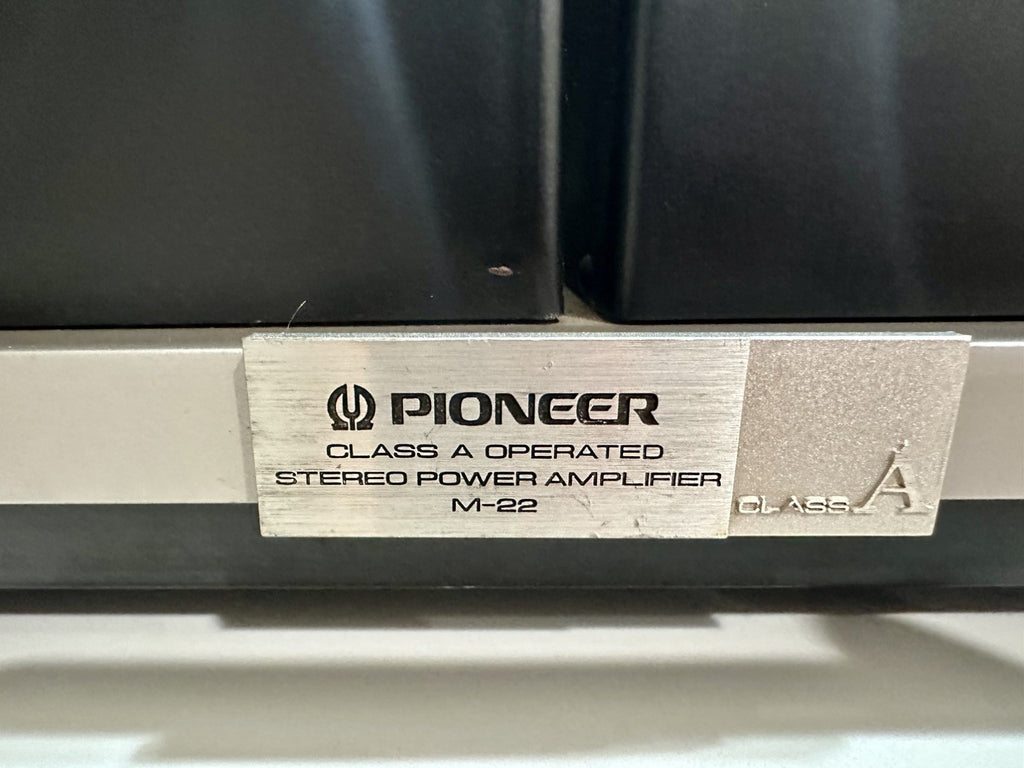 PIONEER
CLASS A OPERATED
STEREO POWER AMPLIFIER
M-22
CLASS A